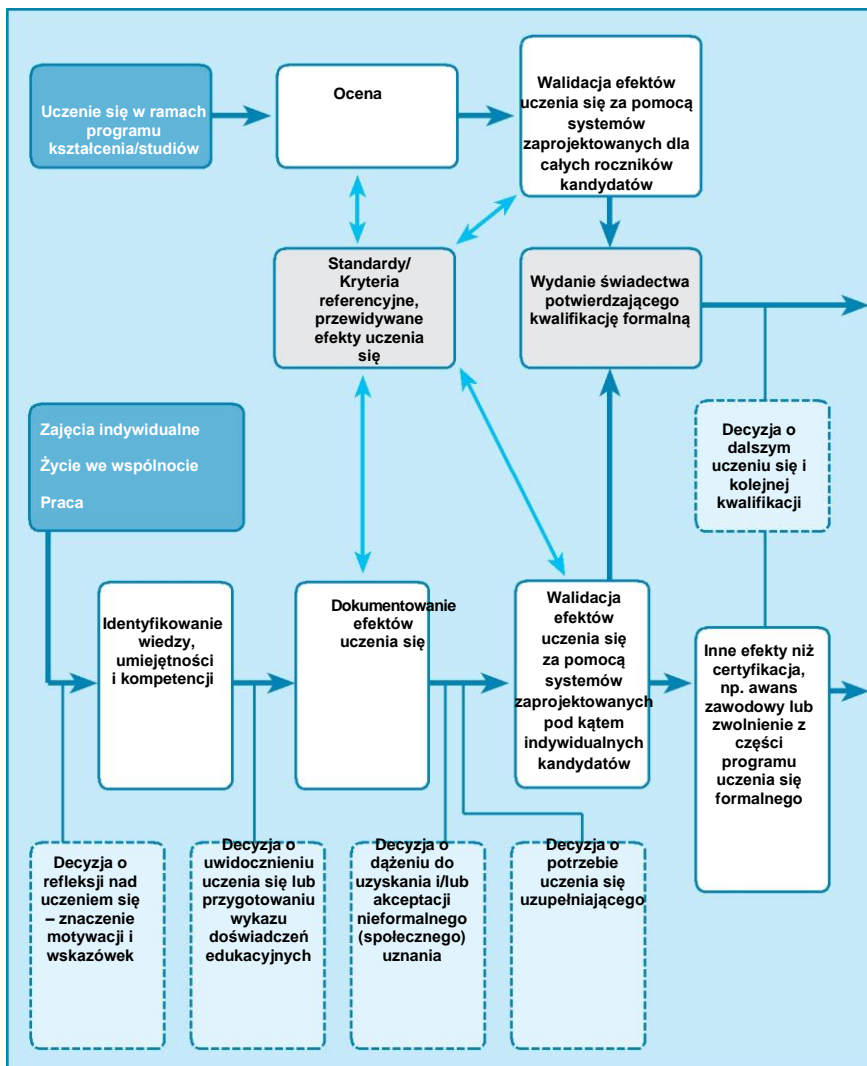 Uczenie się w ramach
programu
kształcenia/studiów
Ocena
Walidacja efektów
uczenia się za pomocą
systemów
zaprojektowanych dla
całych roczników
kandydatów
Standardy/
Kryteria
referencyjne,
przewidywane
efekty uczenia
się
Wydanie świadectwa
potwierdzającego
kwalifikację formalną
Zajęcia indywidualne
Życie we wspólnocie
Praca
Decyzja o
dalszym
uczeniu się i
kolejnej
kwalifikacji
Identyfikowanie
wiedzy,
umiejętności
i kompetencji
Dokumentowanie
efektów
uczenia się
Walidacja
efektów
uczenia się
za pomocą
systemów
zaprojektowanych
pod kątem
indywidualnych
kandydatów
Inne efekty niż
certyfikacja,
np. awans
zawodowy lub
zwolnienie z
części
programu
uczenia się
formalnego
Decyzja o
refleksji nad
uczeniem się
– znaczenie
motywacji i
wskazówek
Decyzja o
uwidocznieniu
uczenia się lub
przygotowaniu
wykazu
doświadczeń
edukacyjnych
Decyzja o
dążeniu do
uzyskania i/lub
akceptacji
nieformalnego
(społecznego)
uznania
Decyzja o
potrzebie
uczenia się
uzupełniającego